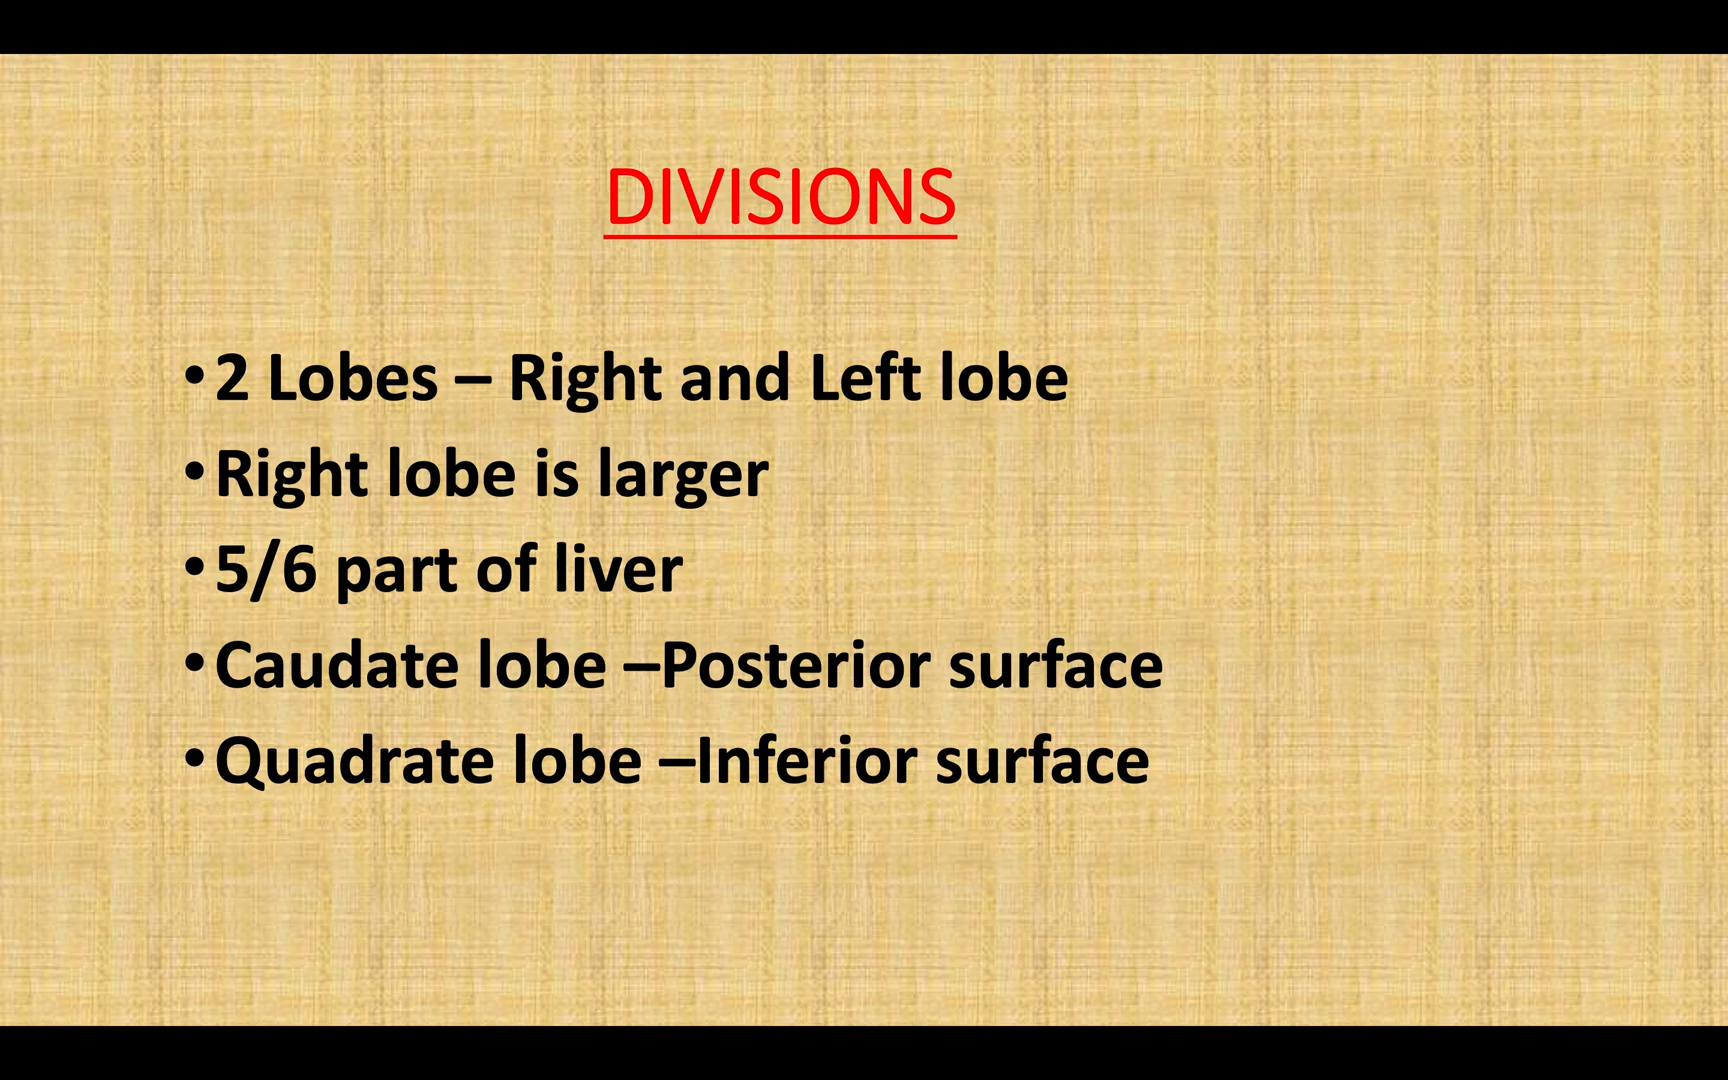 DIVISIONS
•2 Lobes – Right and Left lobe
•Right lobe is larger
•5/6 part of liver
•Caudate lobe –Posterior surface
•Quadrate lobe –Inferior surface